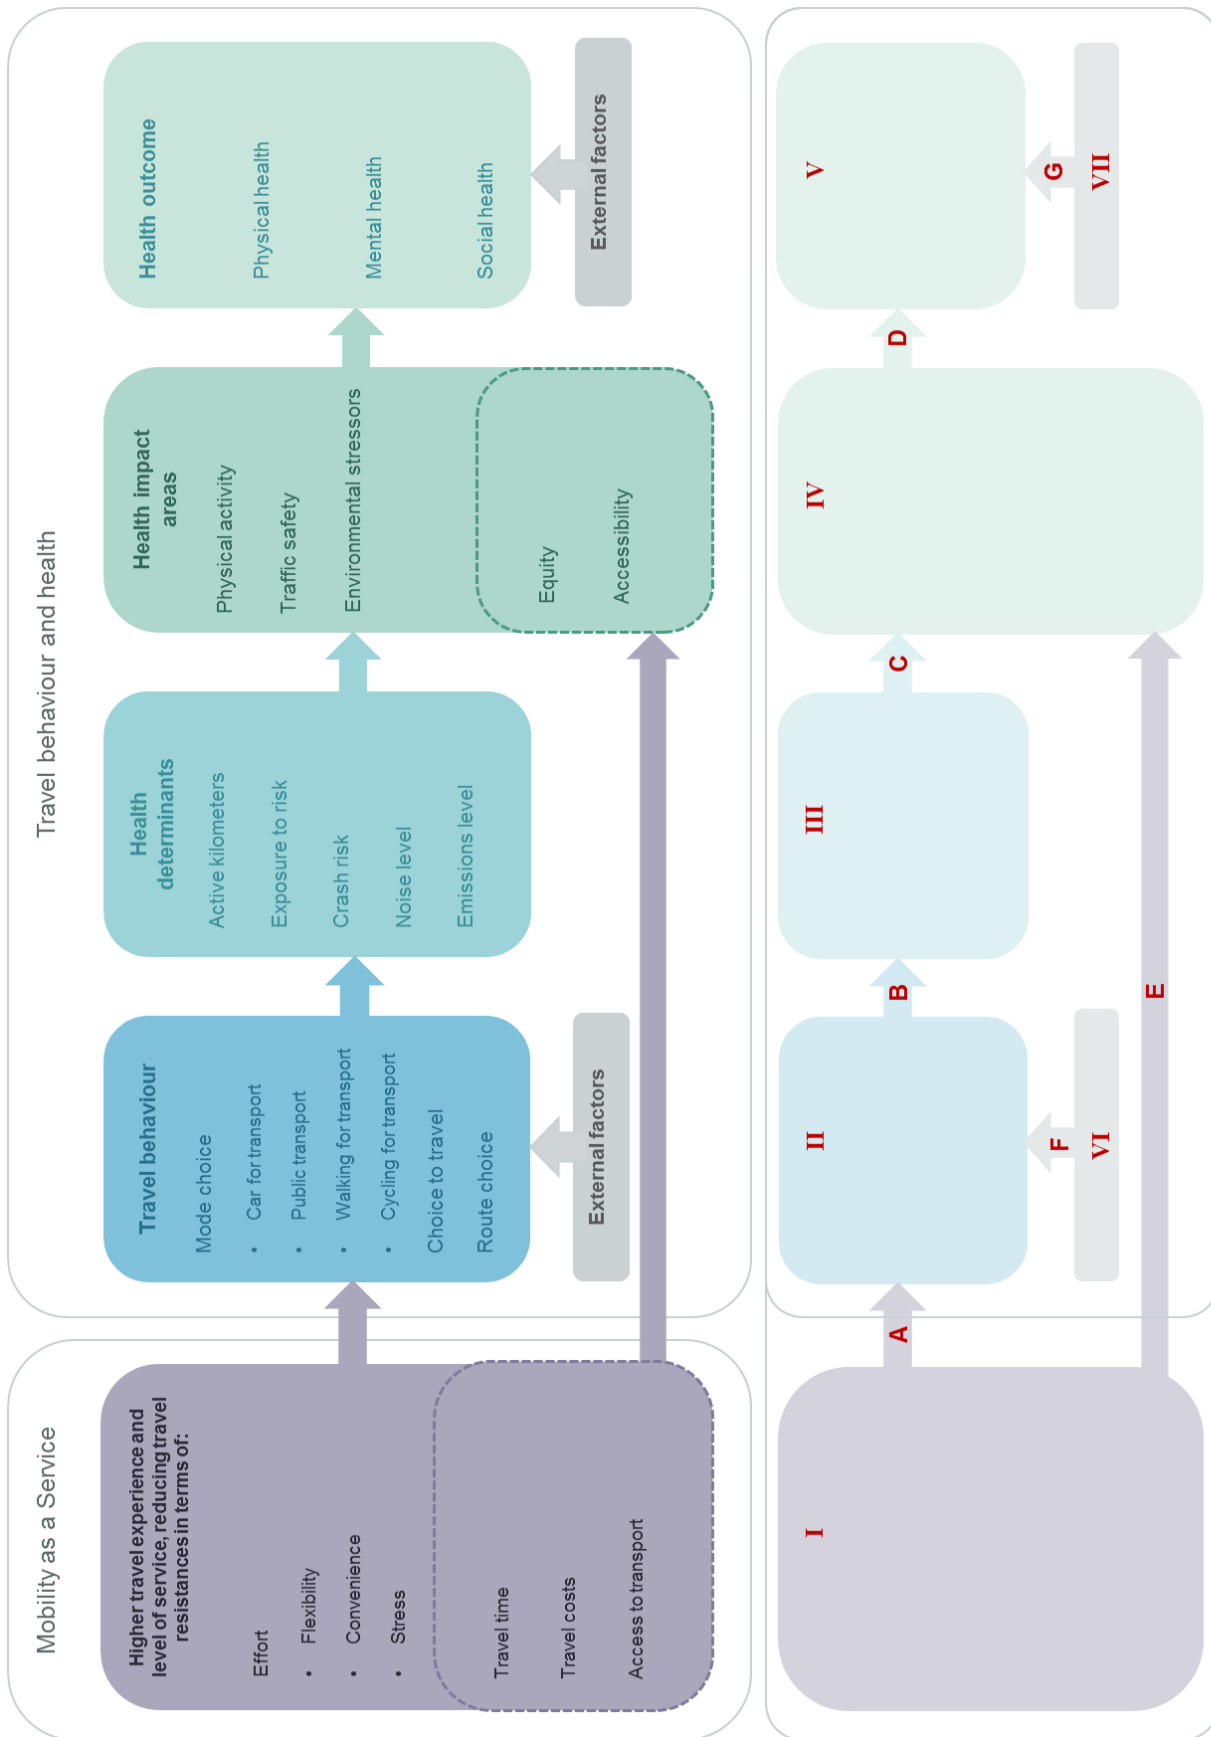 Mobility as a Service
Travel behaviour and health
Higher travel experience and
level of service, reducing travel
resistances in terms of:
Effort
• Flexibility
• Convenience
• Stress
Travel time
Travel costs
Access to transport
Travel behaviour
Mode choice
• Car for transport
• Public transport
• Walking for transport
• Cycling for transport
Choice to travel
Route choice
External factors
Health
determinants
Active kilometers
Exposure to risk
Crash risk
Noise level
Emissions level
Health impact
areas
Physical activity
Traffic safety
Environmental stressors
Equity
Accessibility
Health outcome
Physical health
Mental health
Social health
External factors
I
A
II
B
III
C
IV
D
V
E
F
VI
G
VII